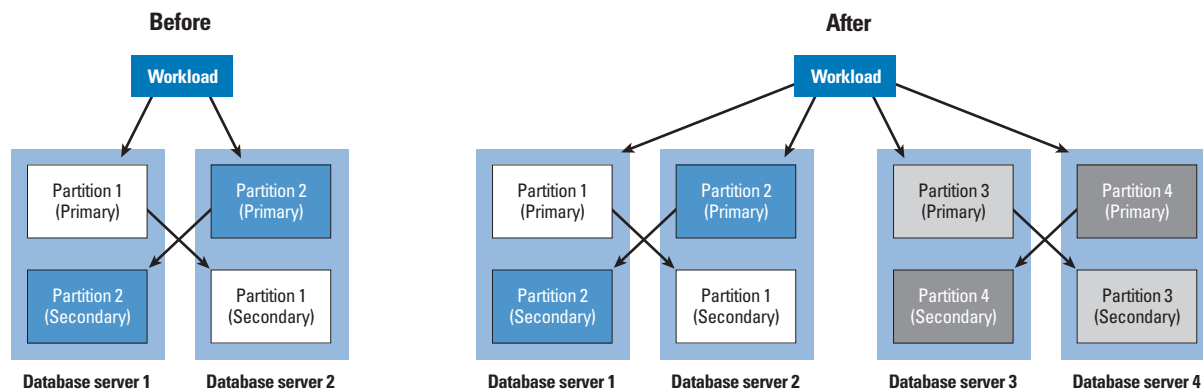 Before
Workload
Partition 1
(Primary)
Partition 2
(Primary)
Partition 2
(Secondary)
Partition 1
(Secondary)
Database server 1
Database server 2
After
Workload
Partition 1
(Primary)
Partition 2
(Primary)
Partition 3
(Primary)
Partition 4
(Primary)
Partition 2
(Secondary)
Partition 1
(Secondary)
Partition 4
(Secondary)
Partition 3
(Secondary)
Database server 1
Database server 2
Database server 3
Database server 4